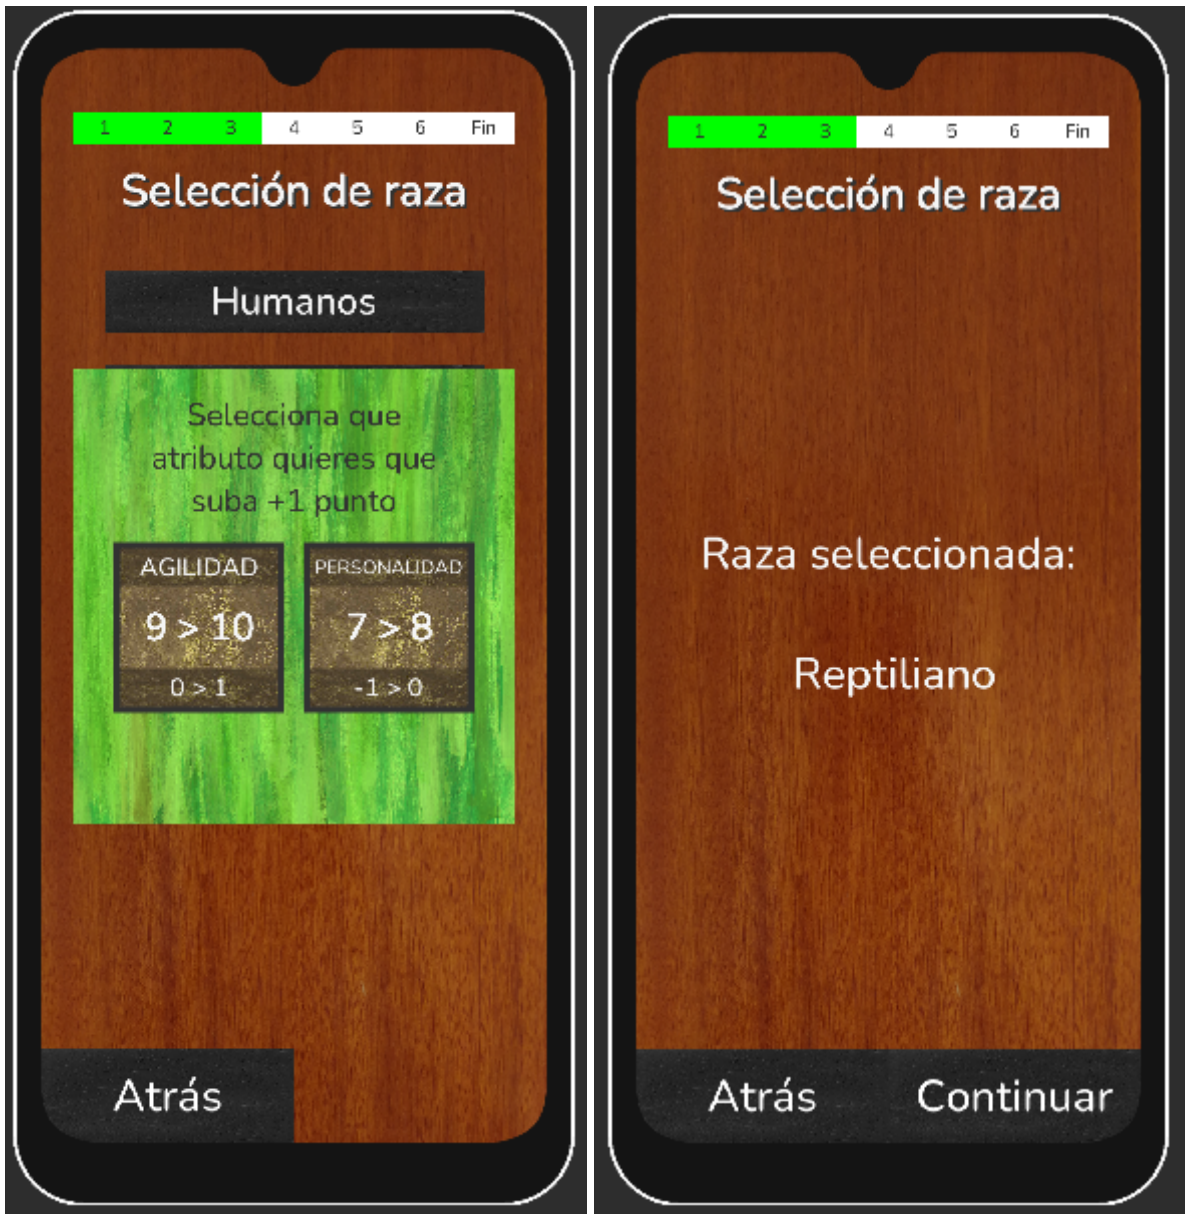 1 2 3 4 5 6 Fin
Selección de raza
Humanos
Selecciona que
atributo quieres que
suba +1 punto
AGILIDAD
9 > 10
0 > 1
PERSONALIDAD
7 > 8
-1 > 0
Atrás
1 2 3 4 5 6 Fin
Selección de raza
Raza seleccionada:
Reptiliano
Atrás
Continuar